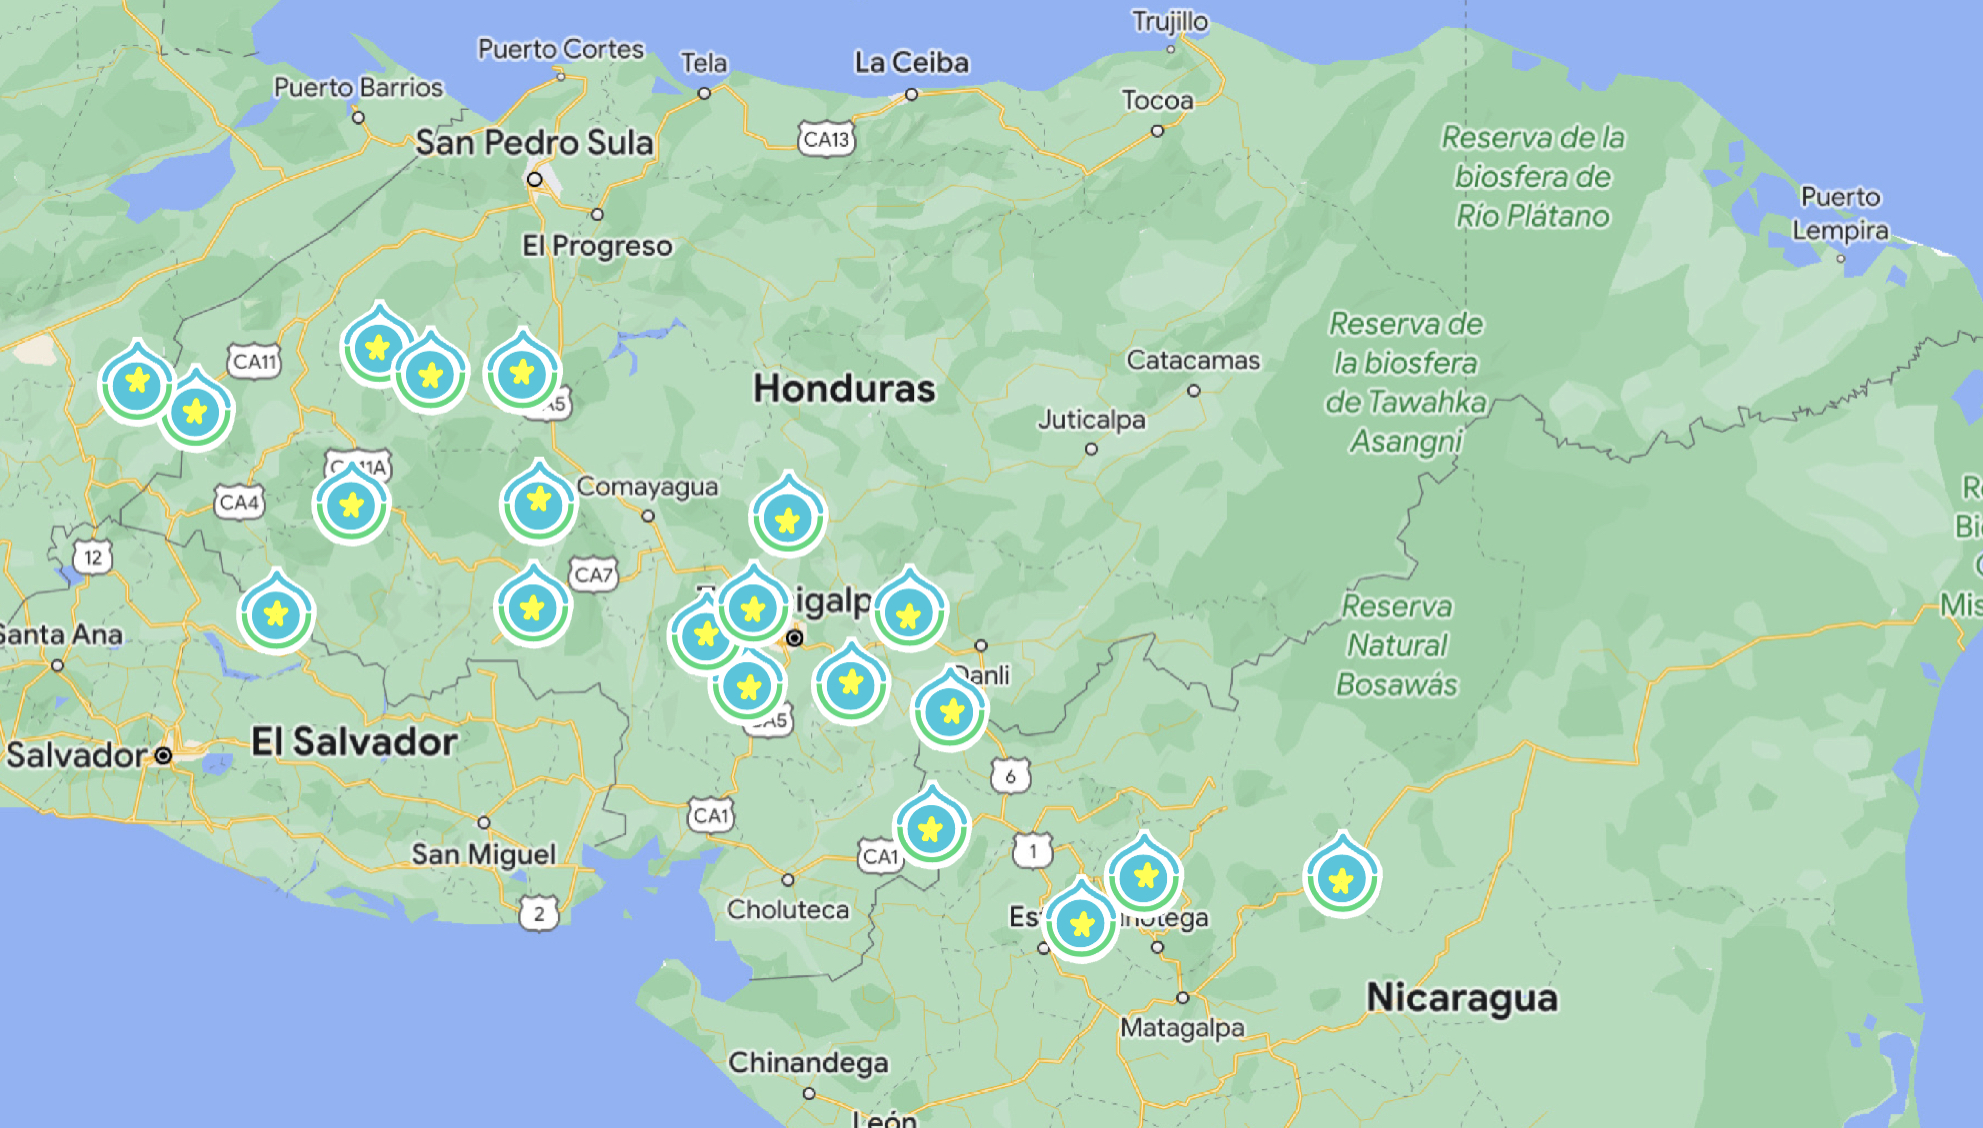 Trujillo
Puerto Cortes
Tela
La Ceiba
Puerto Barrios
Tocoa
CA13
San Pedro Sula
Reserva de la
biosfera de
Río Plátano
Puerto
Lempira
El Progreso
Reserva de
la biosfera
de Tawahka
Asangni
CA11
Catacamas
Honduras
Juticalpa
CA4
Comayagua
12
CA7
igalp
Reserva
Natural
Bosawás
Mis
Santa Ana
Danli
El Salvador
Salvador
6
CA1
San Miguel
CA1
1
Choluteca
2
Es
Nicaragua
Matagalpa
Chinandega
León